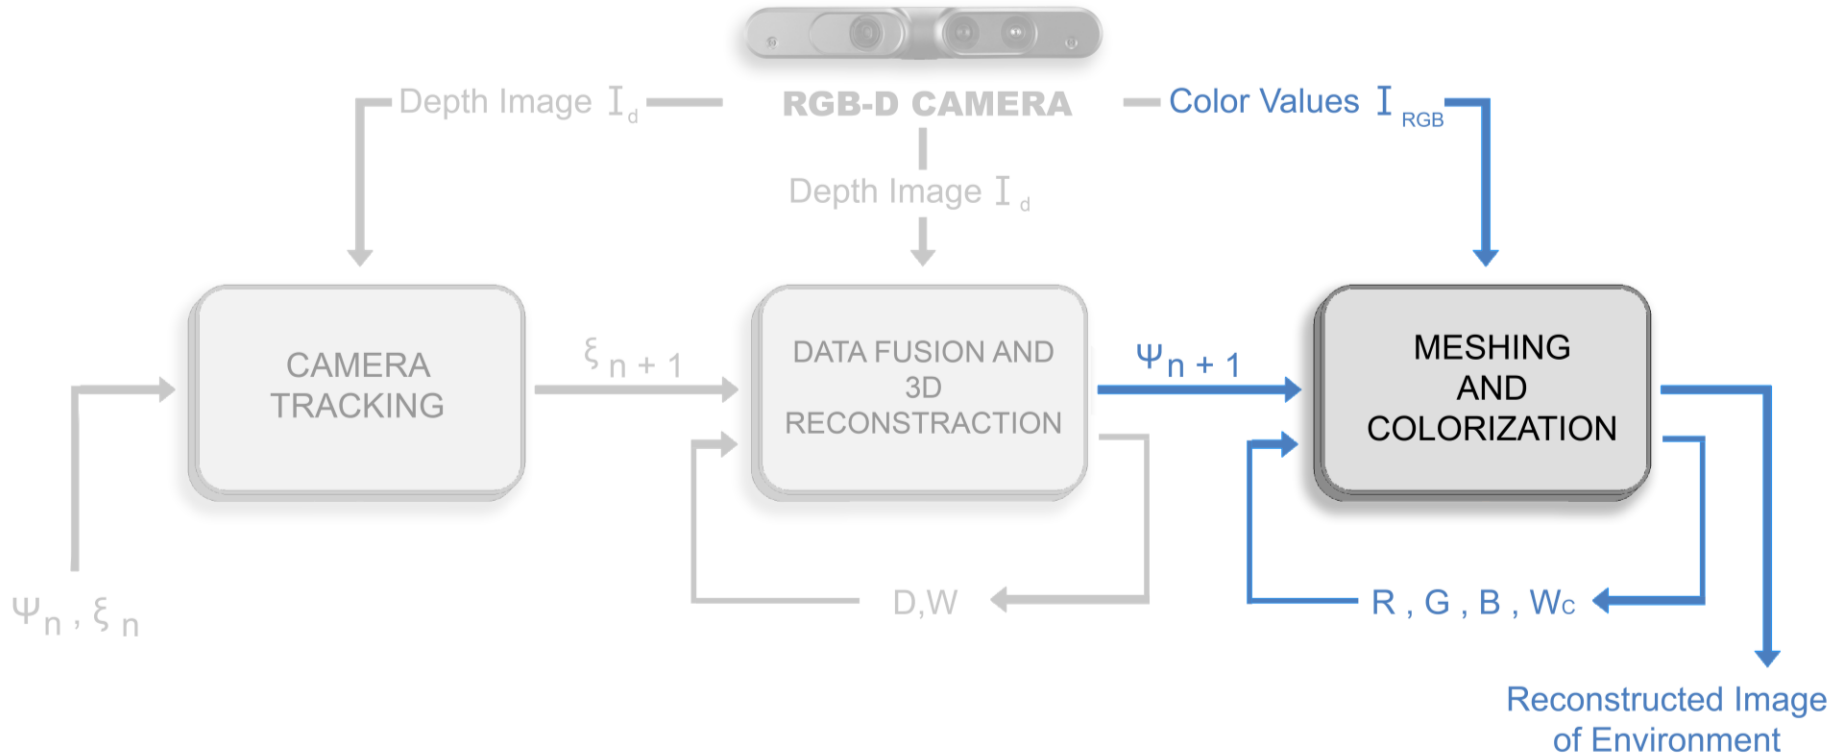 RGB-D CAMERA
Depth Image I d
Color Values I RGB
Depth Image I d
CAMERA
TRACKING
ξ n + 1
DATA FUSION AND
3D
RECONSTRACTION
Ψ n + 1
MESHING
AND
COLORIZATION
Ψ n , ξ n
D,W
R , G , B , Wc
Reconstructed Image
of Environment